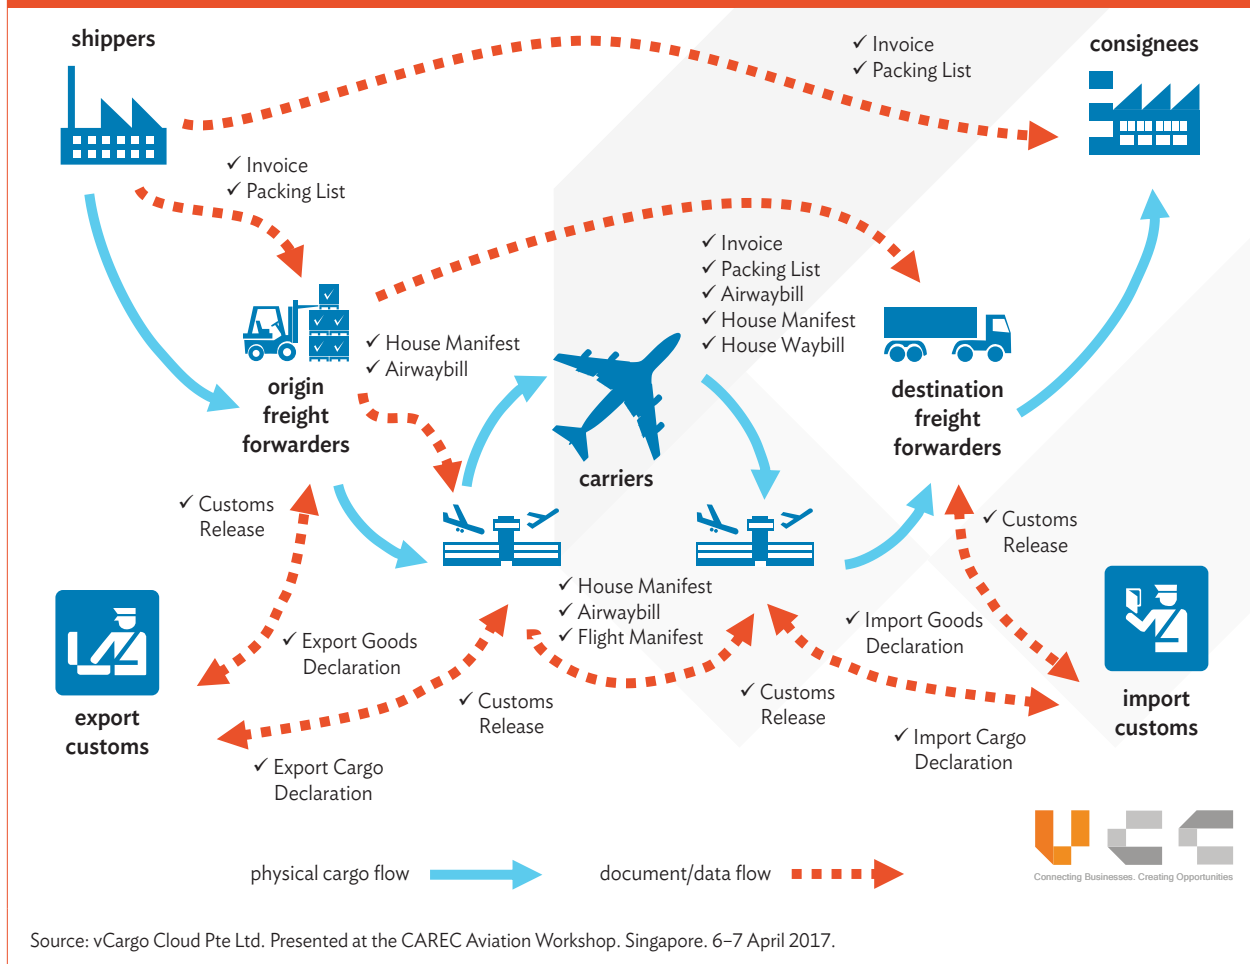 shippers
consignees
✓ Invoice
✓ Packing List
✓ Invoice
✓ Packing List
✓ Invoice
✓ Packing List
✓ Airwaybill
✓ House Manifest
✓ House Waybill
✓ House Manifest
✓ Airwaybill
origin
freight
forwarders
carriers
destination
freight
forwarders
✓ Customs
Release
✓ Customs
Release
✓ House Manifest
✓ Airwaybill
✓ Flight Manifest
✓ Export Goods
Declaration
✓ Import Goods
Declaration
✓ Customs
Release
✓ Customs
Release
export
customs
import
customs
✓ Export Cargo
Declaration
✓ Import Cargo
Declaration
VCC
Connecting Businesses. Creating Opportunities
physical cargo flow
document/data flow
Source: vCargo Cloud Pte Ltd. Presented at the CAREC Aviation Workshop. Singapore. 6–7 April 2017.